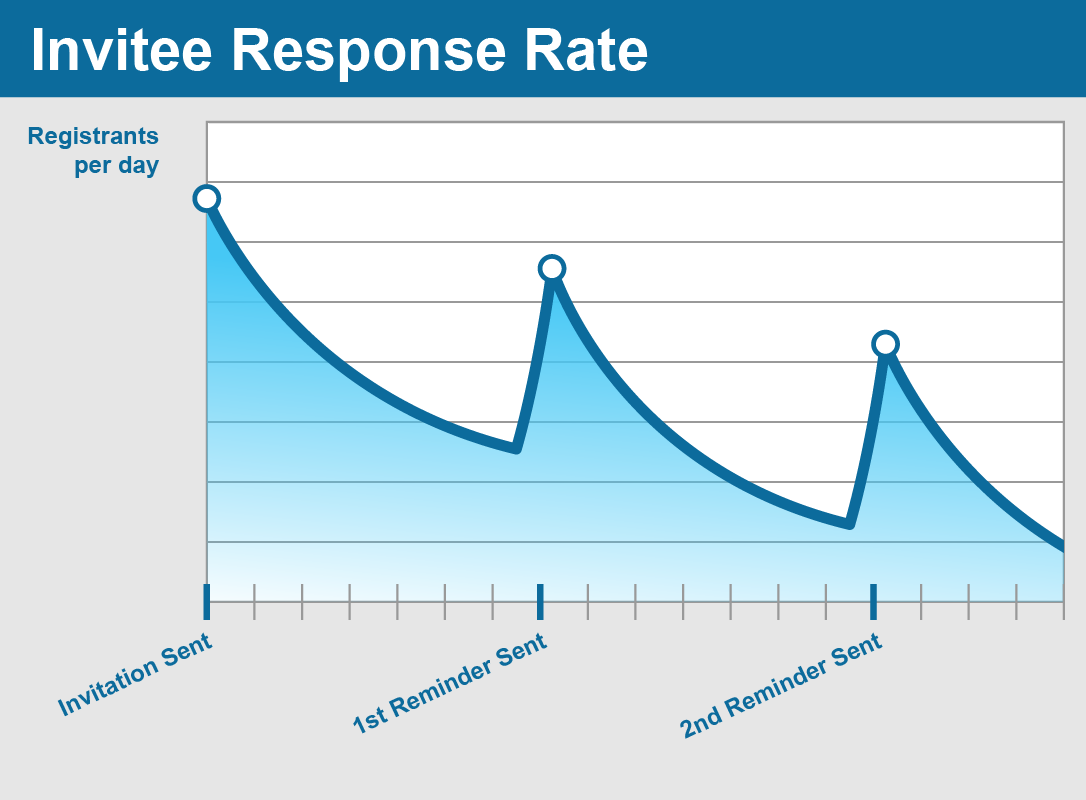 Invitee Response Rate
Registrants
per day
Invitation Sent
1st Reminder Sent
2nd Reminder Sent